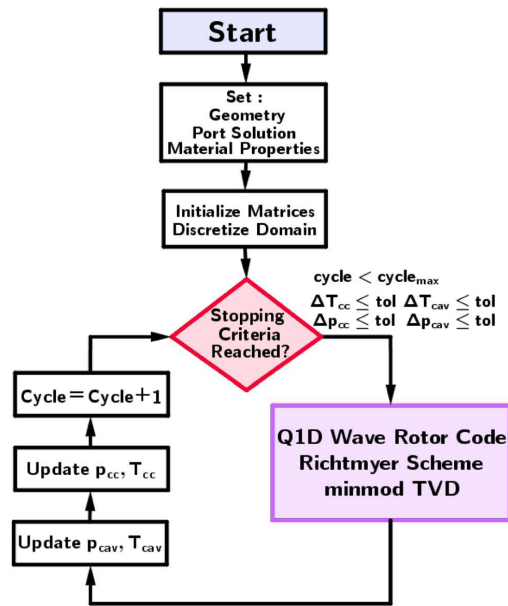 Start
Set :
Geometry
Port Solution
Material Properties
Initialize Matrices
Discretize Domain
Stopping
Criteria
Reached?
cycle < cycle_max
ΔT_cc ≤ tol ΔT_cav ≤ tol
Δp_cc ≤ tol Δp_cav ≤ tol
Q1D Wave Rotor Code
Richtmyer Scheme
minmod TVD
Cycle=Cycle+1
Update p_cc, T_cc
Update p_cav, T_cav